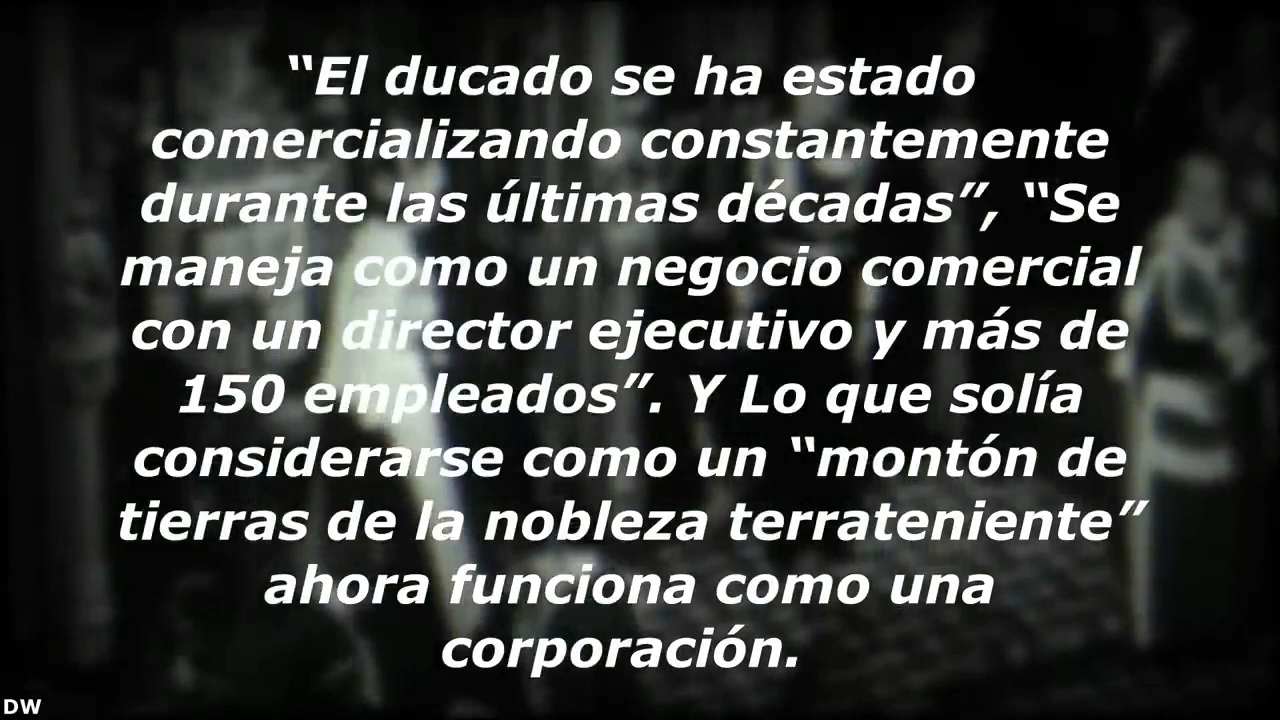 “El ducado se ha estado
comercializando constantemente
durante las últimas décadas”, “Se
maneja como un negocio comercial
con un director ejecutivo y más de
150 empleados”. Y Lo que solía
considerarse como un “montón de
tierras de la nobleza terrateniente”
ahora funciona como una
corporación.
DW